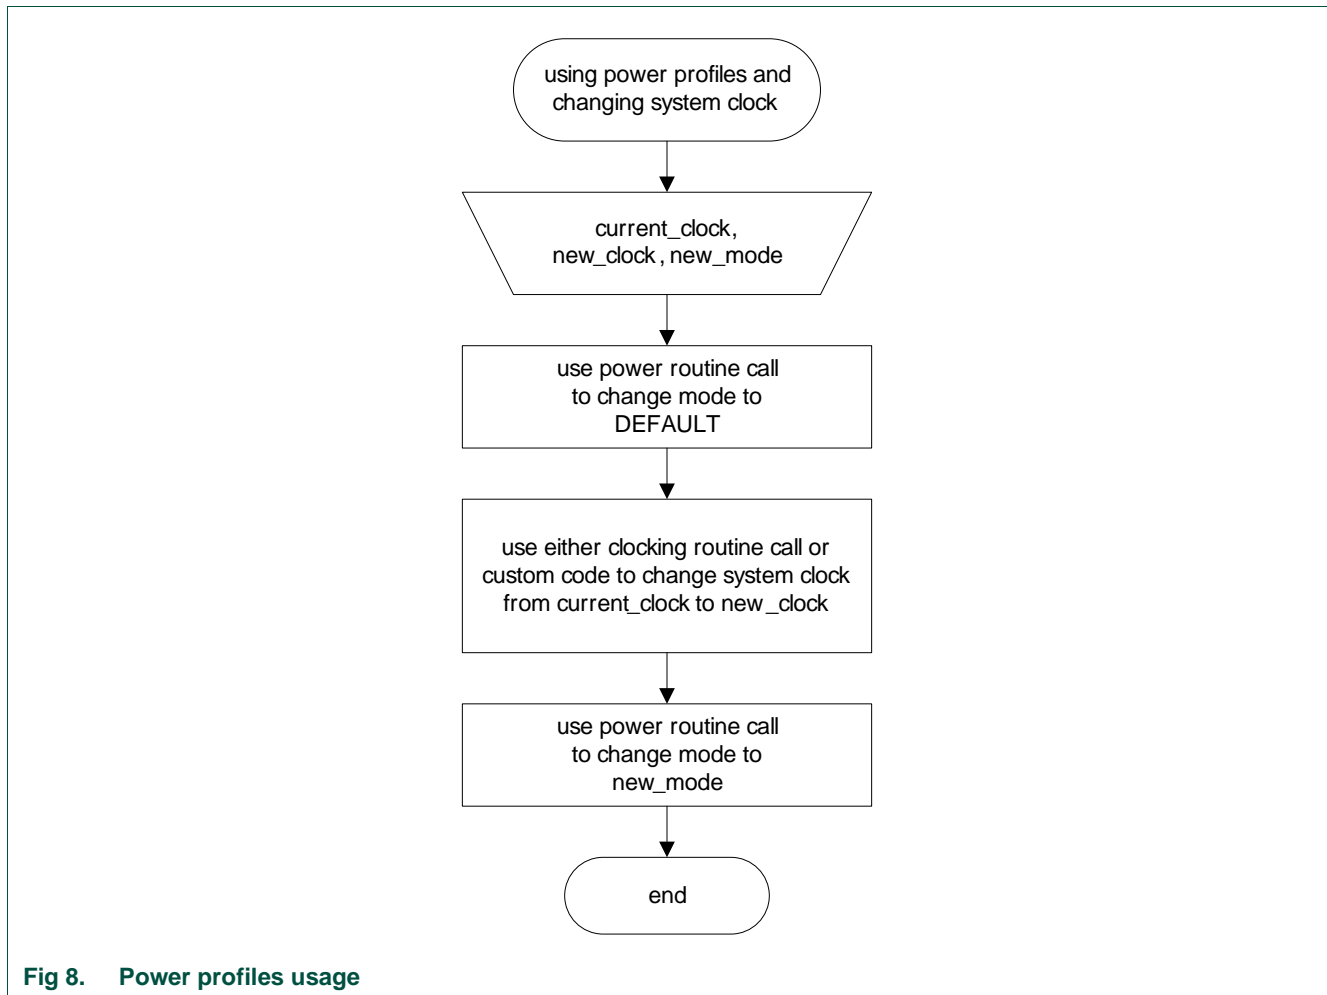 using power profiles and
changing system clock
current_clock,
new_clock, new_mode
use power routine call
to change mode to
DEFAULT
use either clocking routine call or
custom code to change system clock
from current_clock to new_clock
use power routine call
to change mode to
new_mode
end
Fig 8. Power profiles usage